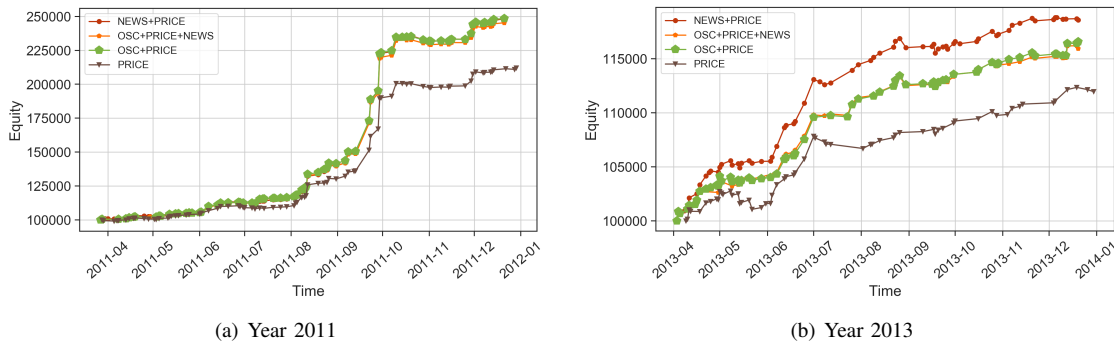 250000
225000
200000
175000
150000
125000
100000
Equity
NEWS+PRICE
OSC+PRICE+NEWS
OSC+PRICE
PRICE
2011-04
2011-05
2011-06
2011-07
2011-08
2011-09
2011-10
2011-11
2011-12
2012-01
Time
(a) Year 2011
115000
110000
105000
100000
Equity
NEWS+PRICE
OSC+PRICE+NEWS
OSC+PRICE
PRICE
2013-04
2013-05
2013-06
2013-07
2013-08
2013-09
2013-10
2013-11
2013-12
2014-01
Time
(b) Year 2013